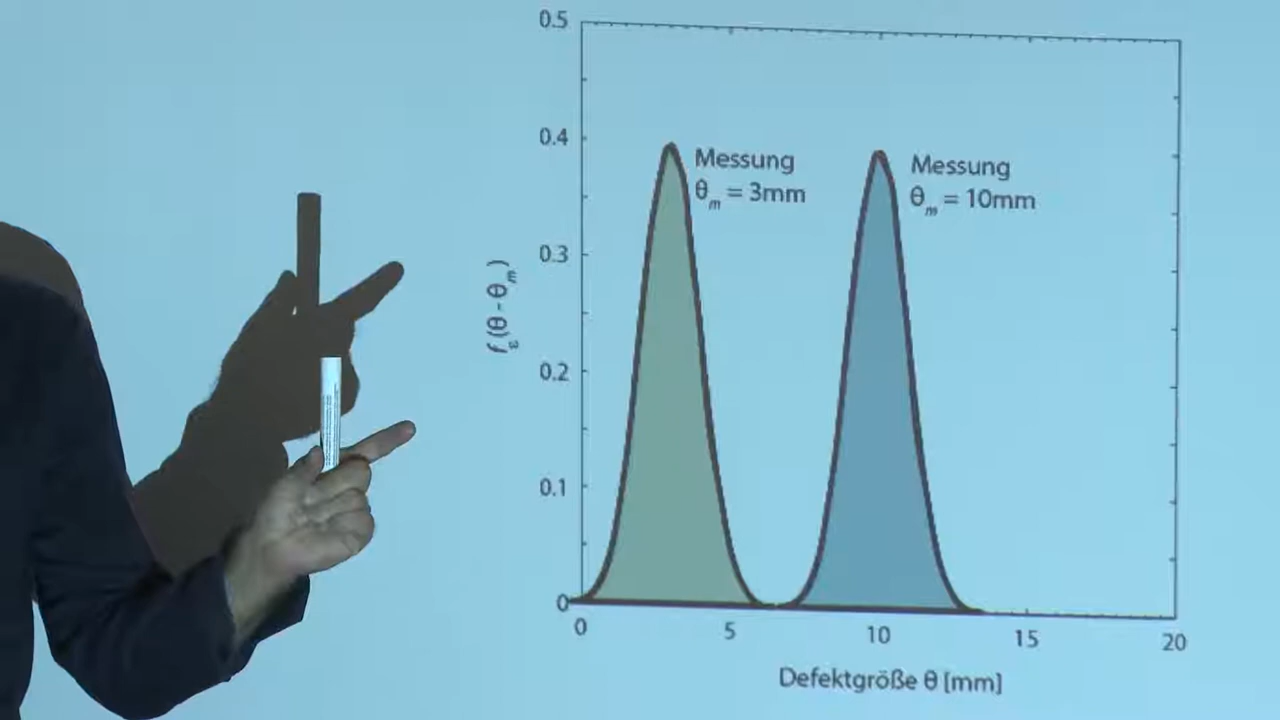 0.5
0.4
0.3
0.2
0.1
0
Messung
θm = 3mm
Messung
θm = 10mm
fε(θ - θm)
0 5 10 15 20
Defektgröße θ [mm]